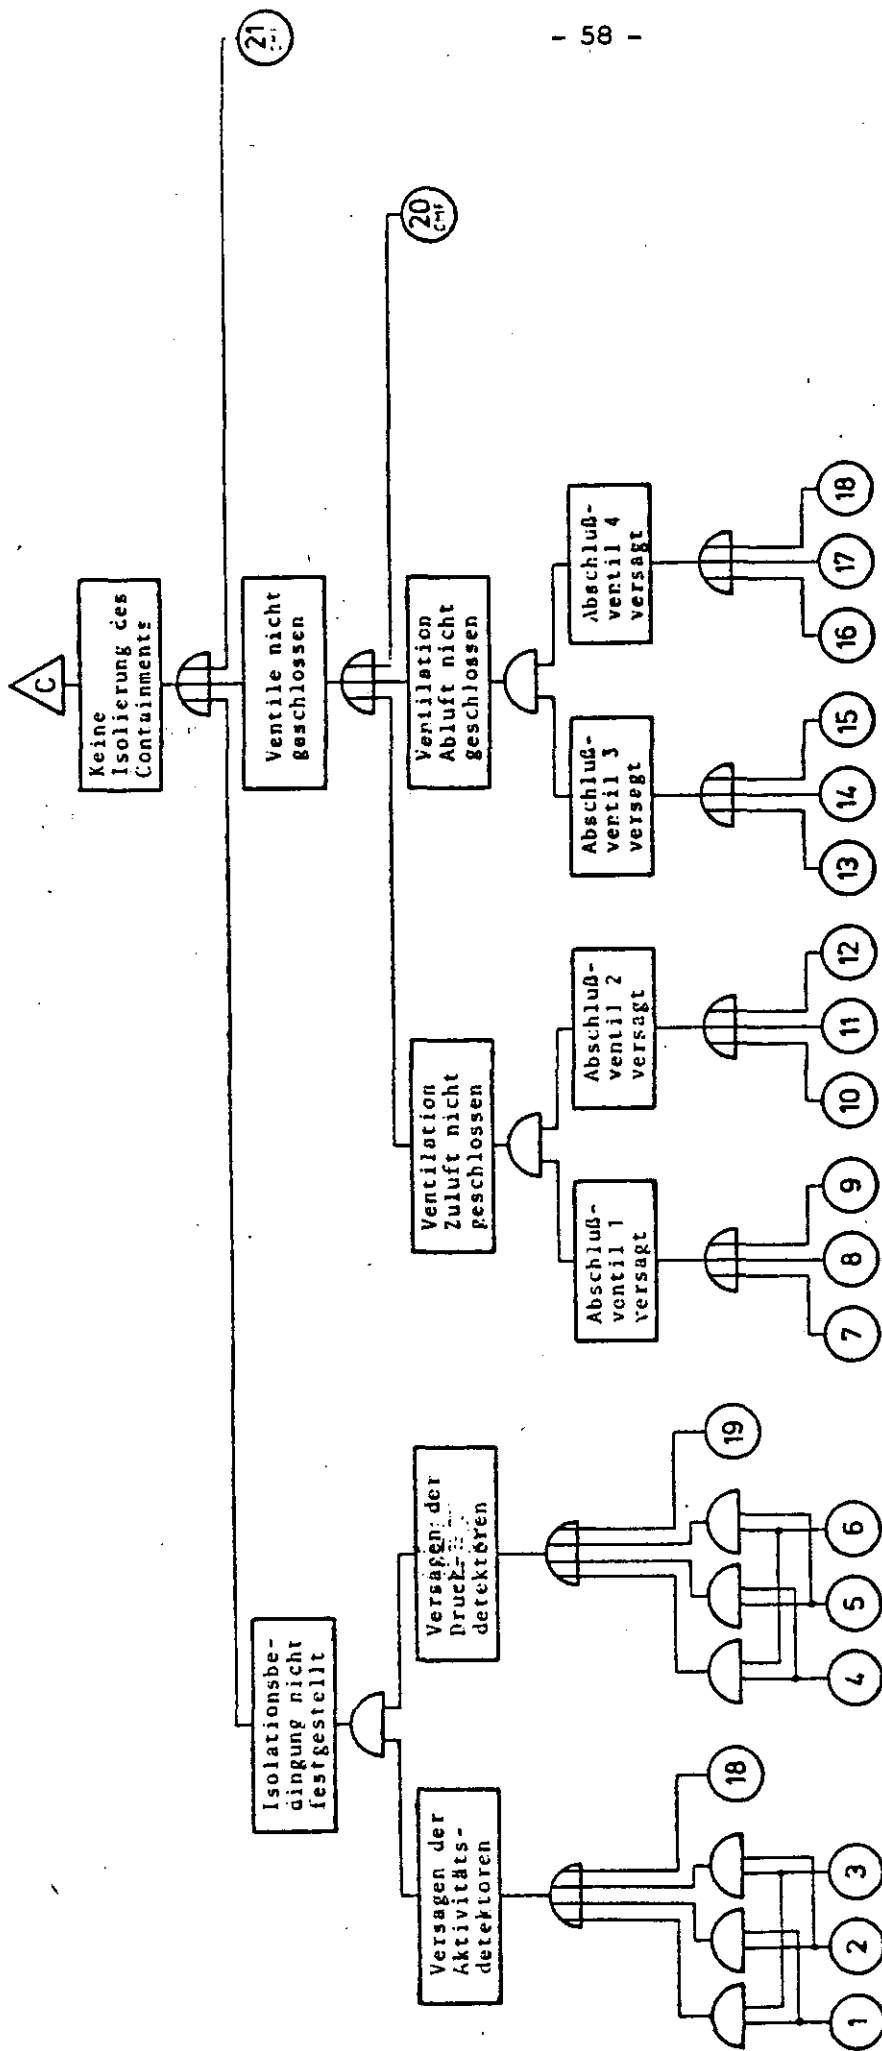 - 58 -
C
Keine
Isolierung des
Containments
21
Ventile nicht
geschlossen
20
CMF
Isolationsbe-
dingung nicht
festgestellt
Ventilation
Zuluft nicht
geschlossen
Ventilation
Abluft nicht
geschlossen
Versagen der
Aktivitäts-
detektoren
Versagen der
Druck-
detektoren
Abschluß-
ventil 1
versagt
Abschluß-
ventil 2
versagt
Abschluß-
ventil 3
versegt
Abschluß-
ventil 4
versagt
18
19
1
2
3
4
5
6
7
8
9
10
11
12
13
14
15
16
17
18